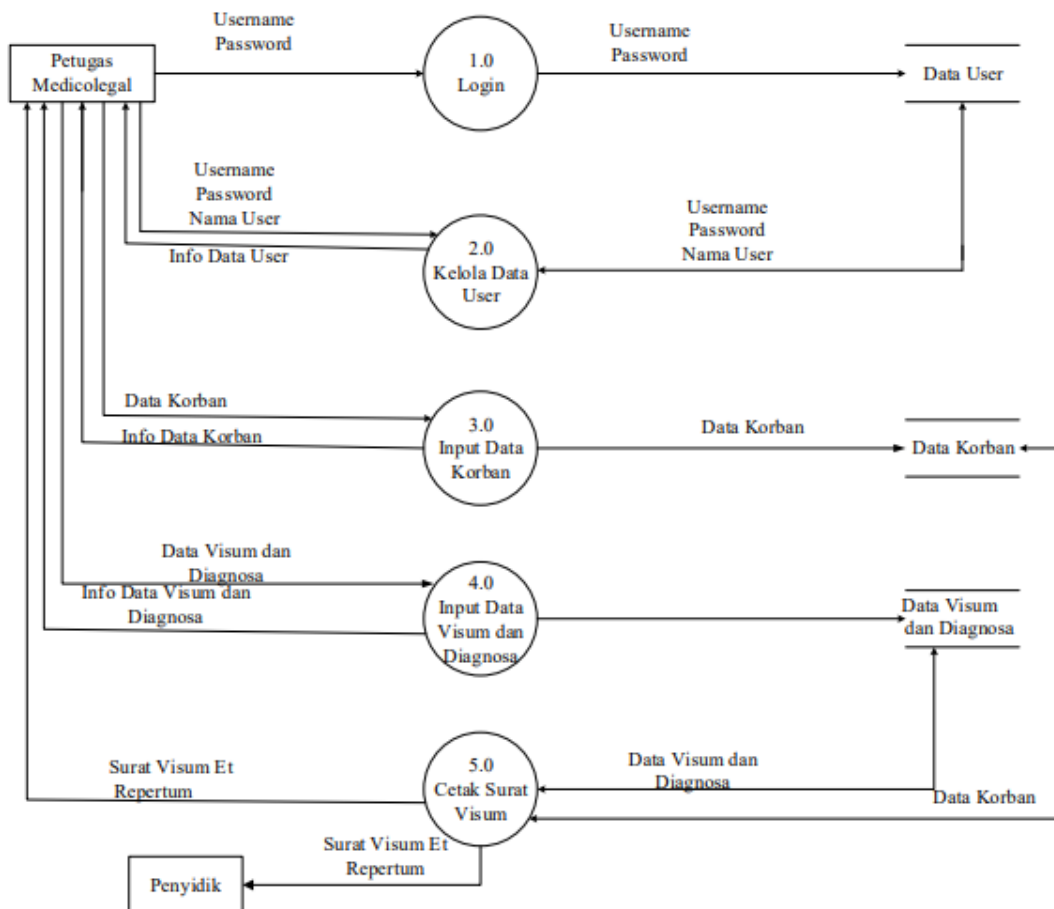 Username
Password
Username
Password
Petugas
Medicolegal
1.0
Login
Data User
Username
Password
Nama User
Info Data User
Username
Password
Nama User
2.0
Kelola Data
User
Data Korban
Info Data Korban
3.0
Input Data
Korban
Data Korban
Data Korban
Data Visum dan
Diagnosa
Info Data Visum dan
Diagnosa
4.0
Input Data
Visum dan
Diagnosa
Data Visum
dan Diagnosa
Surat Visum Et
Repertum
5.0
Cetak Surat
Visum
Data Visum dan
Diagnosa
Data Korban
Surat Visum Et
Repertum
Penyidik